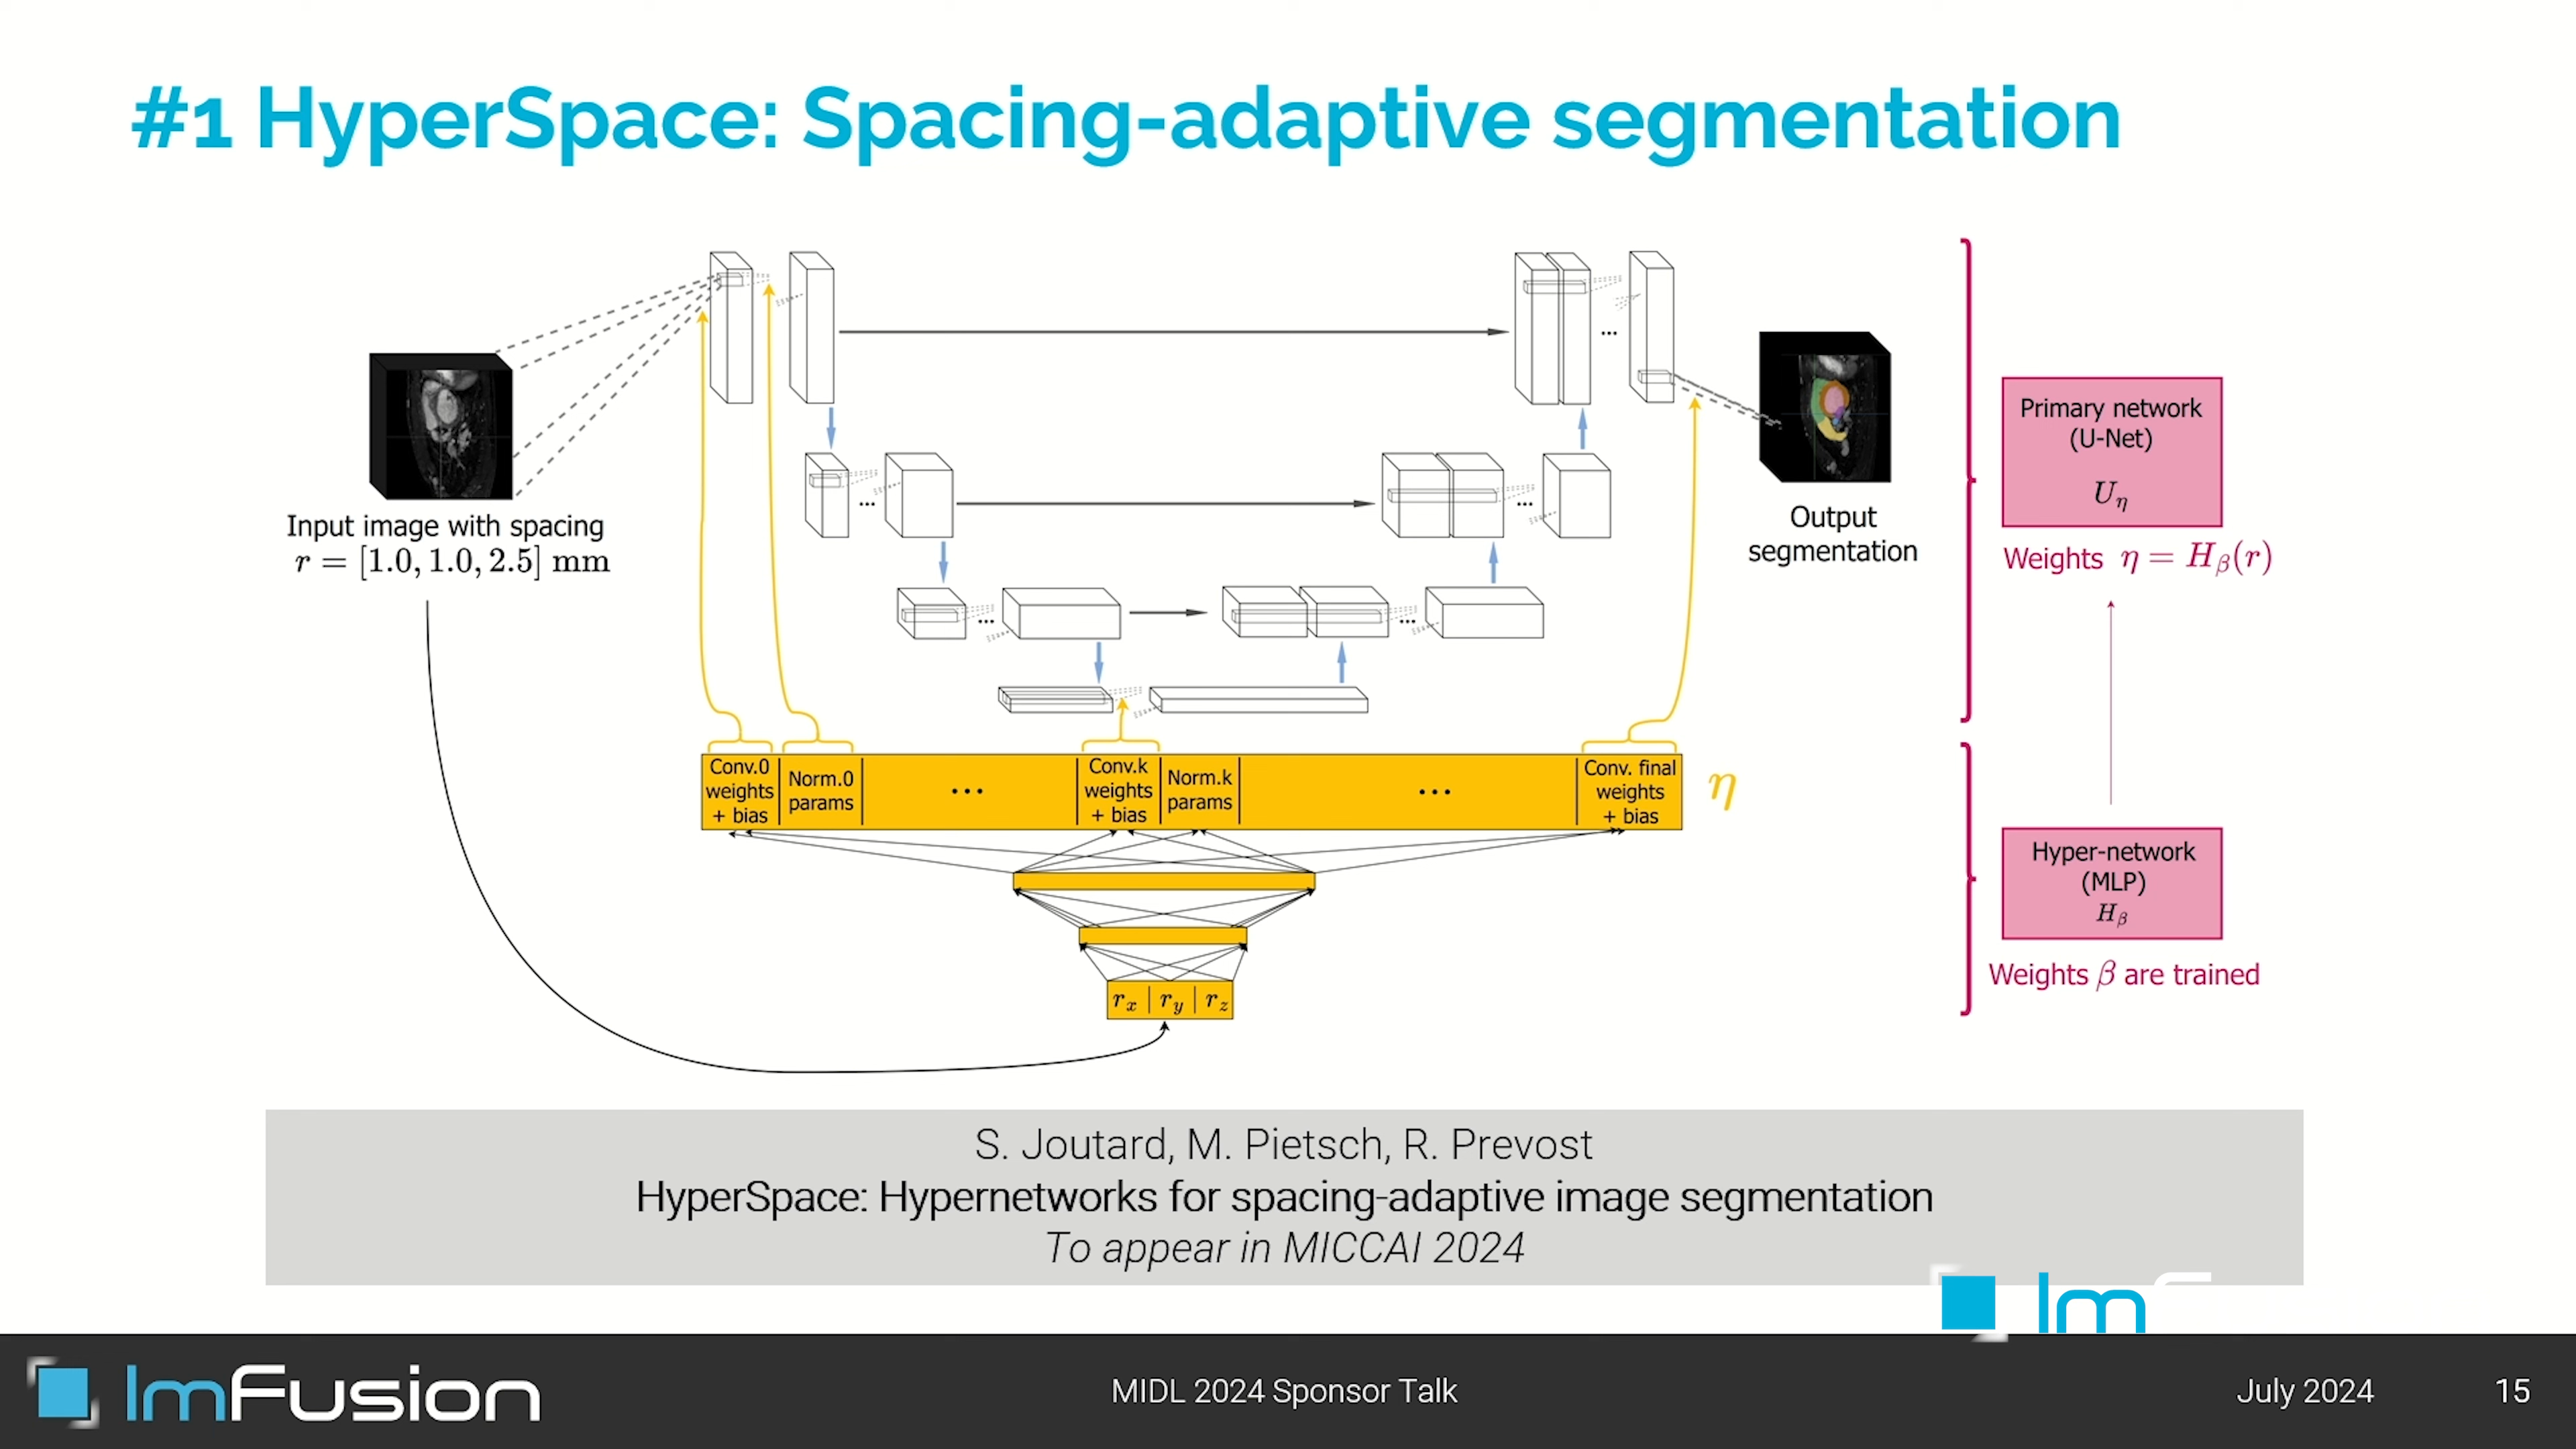 #1 HyperSpace: Spacing-adaptive segmentation
Input image with spacing
r = [1.0, 1.0, 2.5] mm
...
...
...
...
...
Output
segmentation
Primary network
(U-Net)
U_η
Weights η = H_β(r)
Conv.0
weights
+ bias
Norm.0
params
...
Conv.k
weights
+ bias
Norm.k
params
...
Conv. final
weights
+ bias
η
Hyper-network
(MLP)
H_β
Weights β are trained
r_x | r_y | r_z
S. Joutard, M. Pietsch, R. Prevost
HyperSpace: Hypernetworks for spacing-adaptive image segmentation
To appear in MICCAI 2024
Im
ImFusion
MIDL 2024 Sponsor Talk
July 2024
15